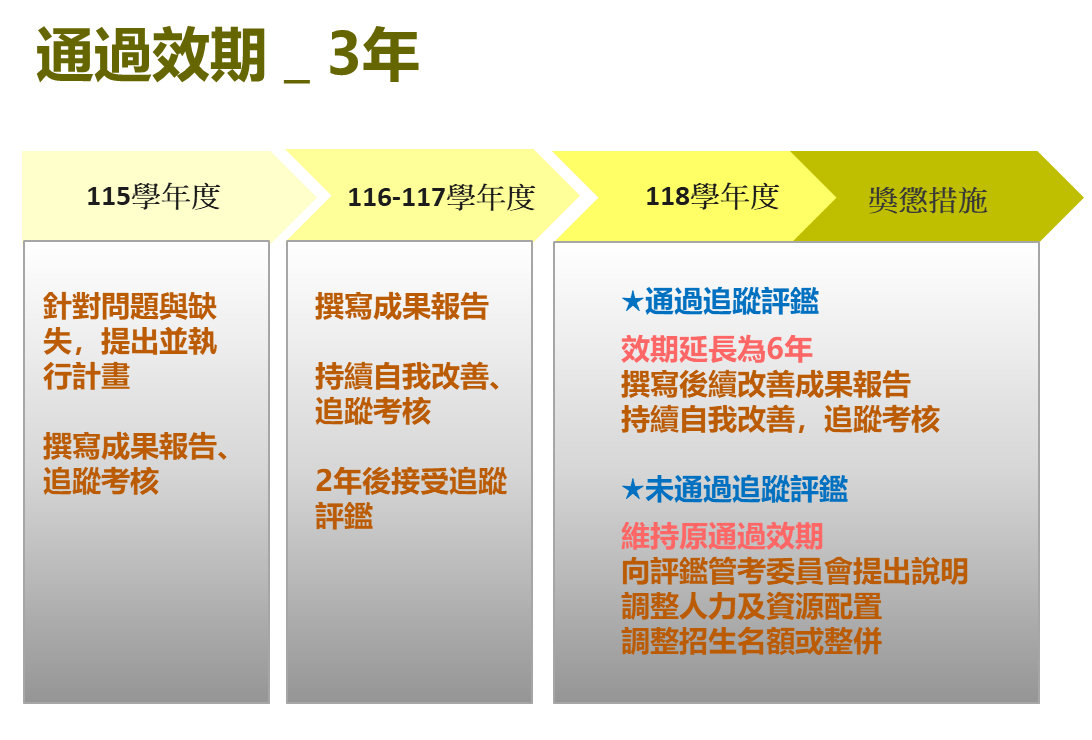 通過效期 _ 3年
115學年度
116-117學年度
118學年度
獎懲措施
針對問題與缺
失，提出並執
行計畫
撰寫成果報告、
追蹤考核
撰寫成果報告
持續自我改善、
追蹤考核
2年後接受追蹤
評鑑
★通過追蹤評鑑
效期延長為6年
撰寫後續改善成果報告
持續自我改善，追蹤考核
★未通過追蹤評鑑
維持原通過效期
向評鑑管考委員會提出說明
調整人力及資源配置
調整招生名額或整併